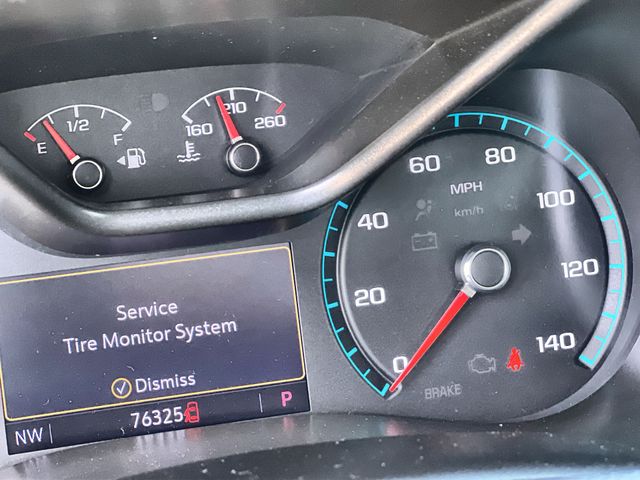 E 1/2 F
160 210 260
60 80
MPH
km/h
40 100
20 120
0 140
BRAKE
Service
Tire Monitor System
Dismiss
76325
NW P